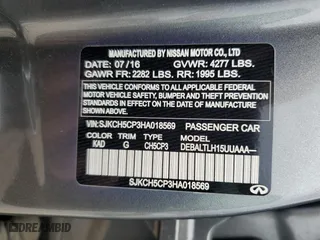 MANUFACTURED BY NISSAN MOTOR CO., LTD
DATE: 07/16 GVWR: 4277 LBS.
GAWR FR: 2282 LBS. RR: 1995 LBS.
THIS VEHICLE CONFORMS TO ALL APPLICABLE
FEDERAL MOTOR VEHICLE SAFETY,
BUMPER, AND THEFT PREVENTION
STANDARDS IN EFFECT ON THE DATE
OF MANUFACTURE SHOWN ABOVE.
VIN: SJKCH5CP3HA018569 PASSENGER CAR
COLOR TRIM TYPE MODEL
KAD G CH5CP3 DEBALTLH15UUAAA--
SJKCH5CP3HA018569
INFINITI
DREAMBID